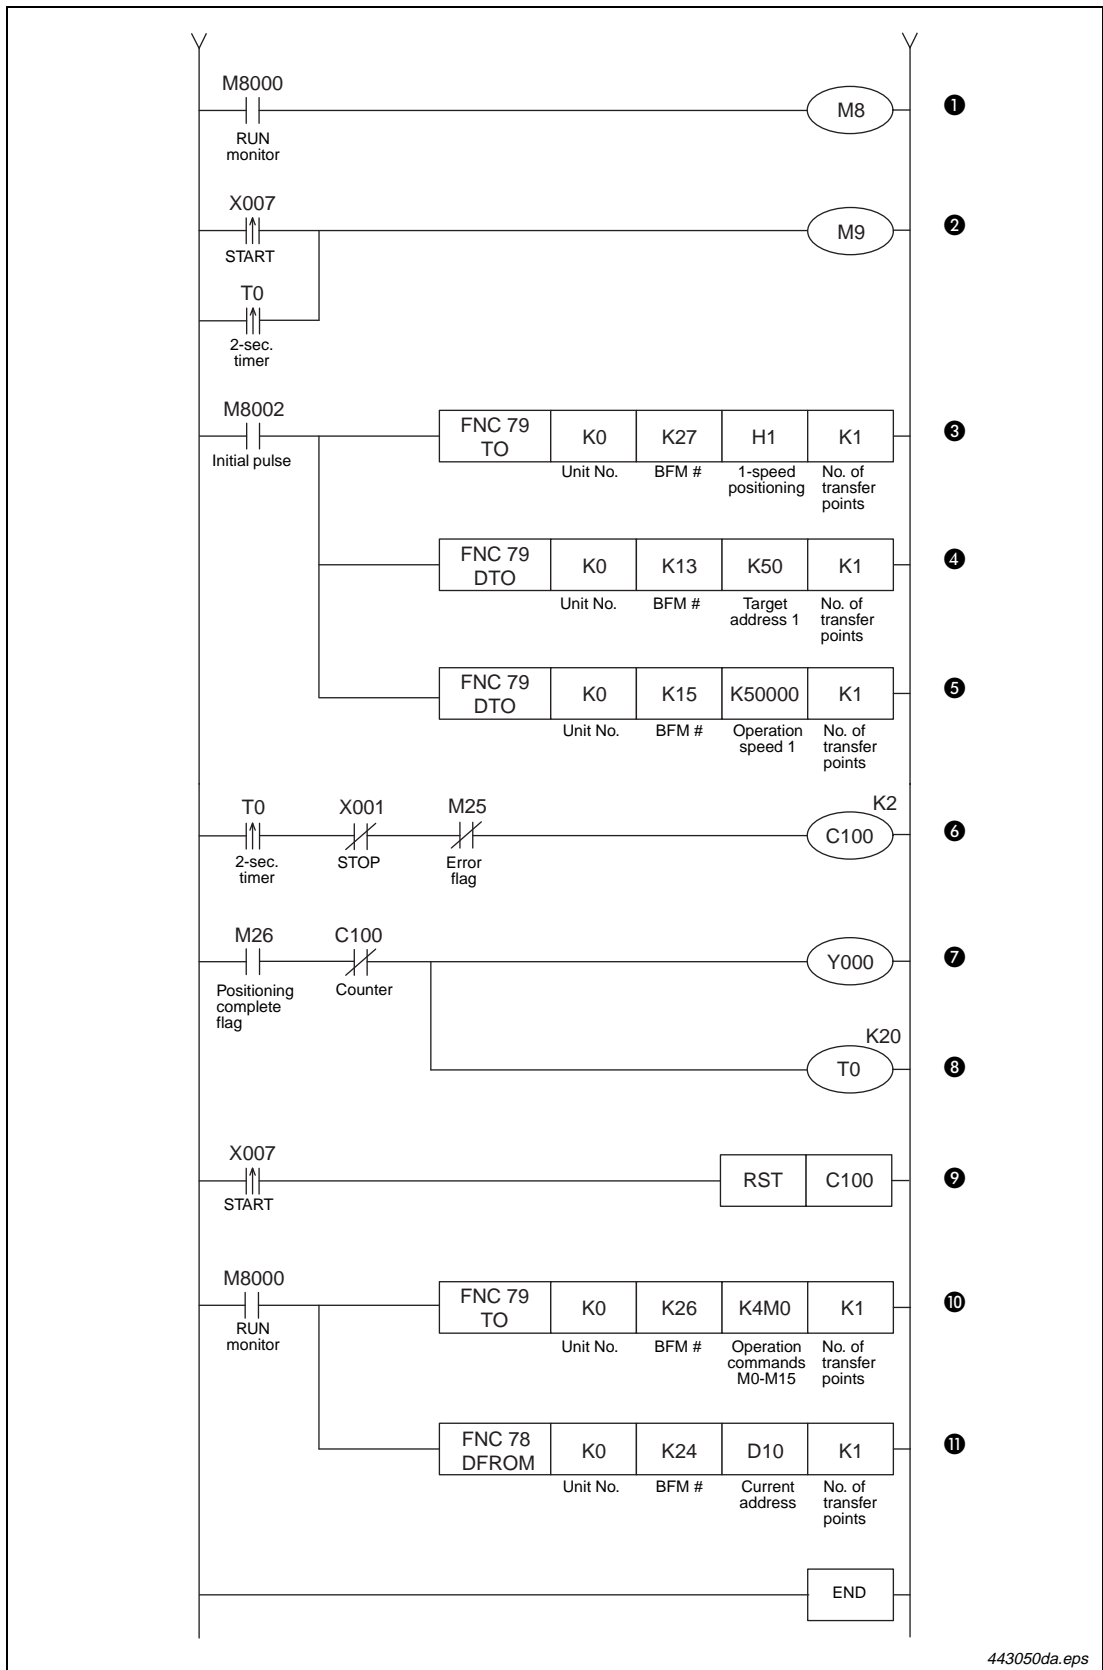 M8000
RUN
monitor
M8
❶
X007
START
M9
❷
T0
2-sec.
timer
M8002
Initial pulse
FNC 79
TO
K0
K27
H1
K1
❸
Unit No.
BFM #
1-speed
positioning
No. of
transfer
points
FNC 79
DTO
K0
K13
K50
K1
❹
Unit No.
BFM #
Target
address 1
No. of
transfer
points
FNC 79
DTO
K0
K15
K50000
K1
❺
Unit No.
BFM #
Operation
speed 1
No. of
transfer
points
T0
2-sec.
timer
X001
STOP
M25
Error
flag
K2
C100
❻
M26
Positioning
complete
flag
C100
Counter
Y000
❼
K20
T0
❽
X007
START
RST
C100
❾
M8000
RUN
monitor
FNC 79
TO
K0
K26
K4M0
K1
❿
Unit No.
BFM #
Operation
commands
M0-M15
No. of
transfer
points
FNC 78
DFROM
K0
K24
D10
K1
⓫
Unit No.
BFM #
Current
address
No. of
transfer
points
END
443050da.eps